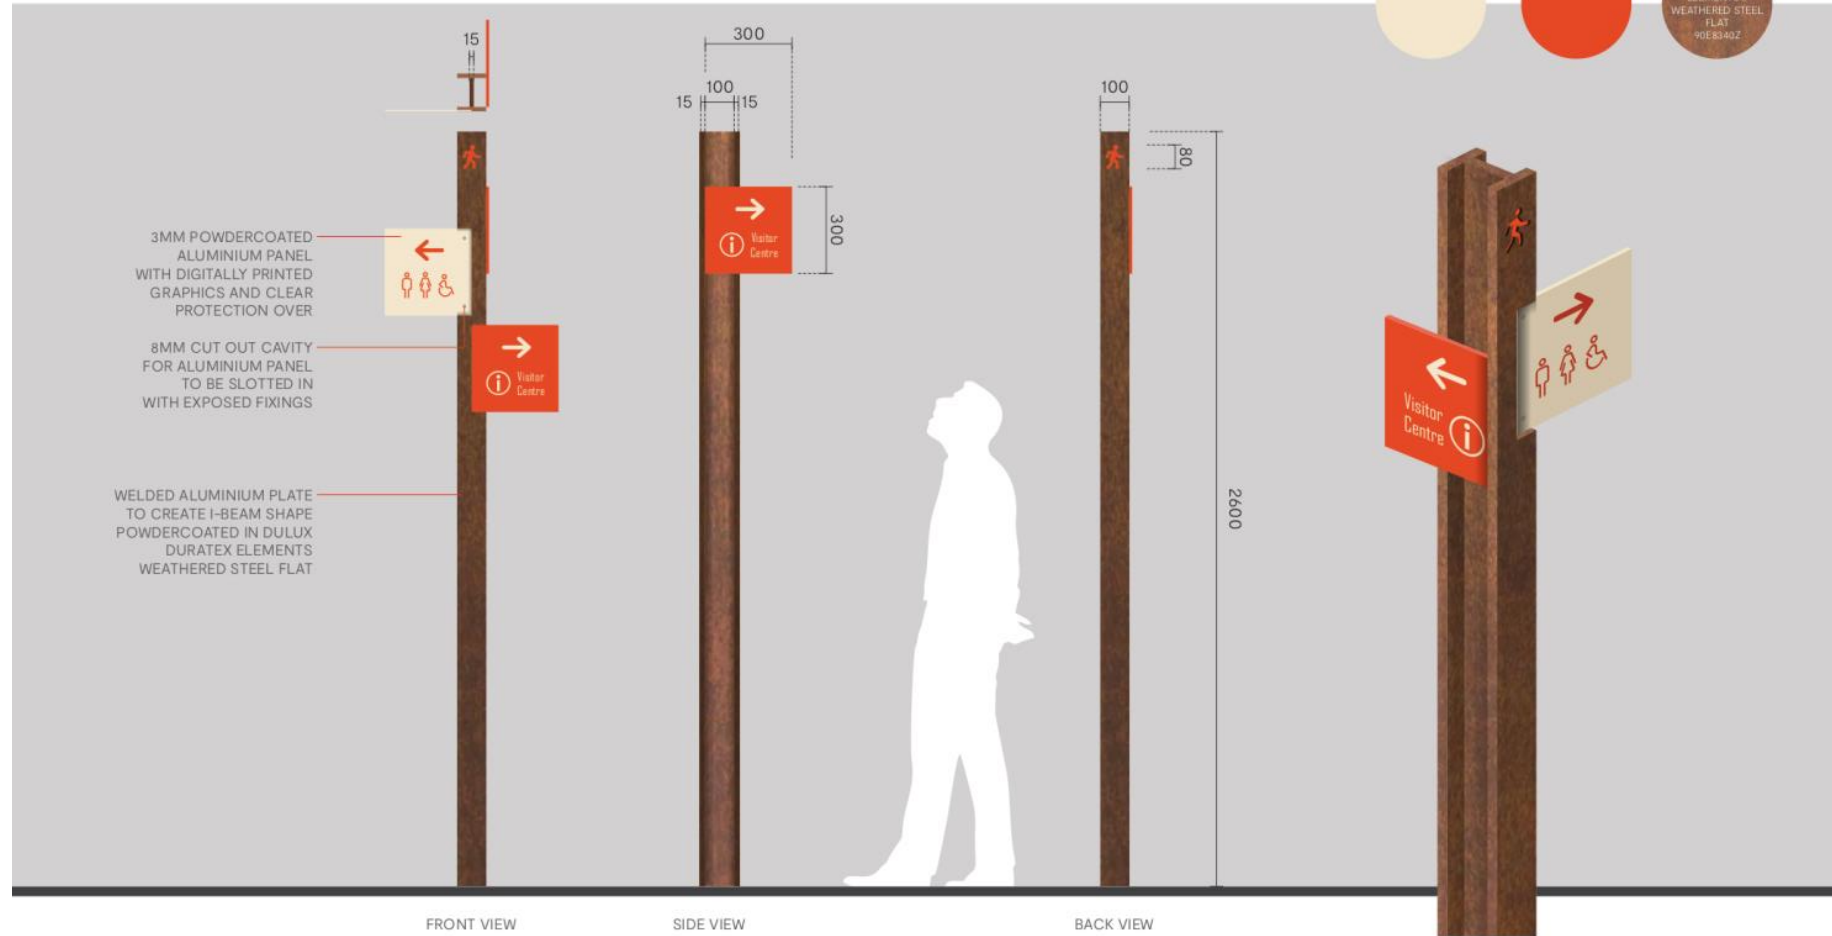 WEATHERED STEEL
FLAT
90E8340Z
15
300
100
15
15
100
80
300
2600
3MM POWDERCOATED
ALUMINIUM PANEL
WITH DIGITALLY PRINTED
GRAPHICS AND CLEAR
PROTECTION OVER
8MM CUT OUT CAVITY
FOR ALUMINIUM PANEL
TO BE SLOTTED IN
WITH EXPOSED FIXINGS
WELDED ALUMINIUM PLATE
TO CREATE I-BEAM SHAPE
POWDERCOATED IN DULUX
DURATEX ELEMENTS
WEATHERED STEEL FLAT
Visitor
Centre
Visitor
Centre
Visitor
Centre
FRONT VIEW
SIDE VIEW
BACK VIEW